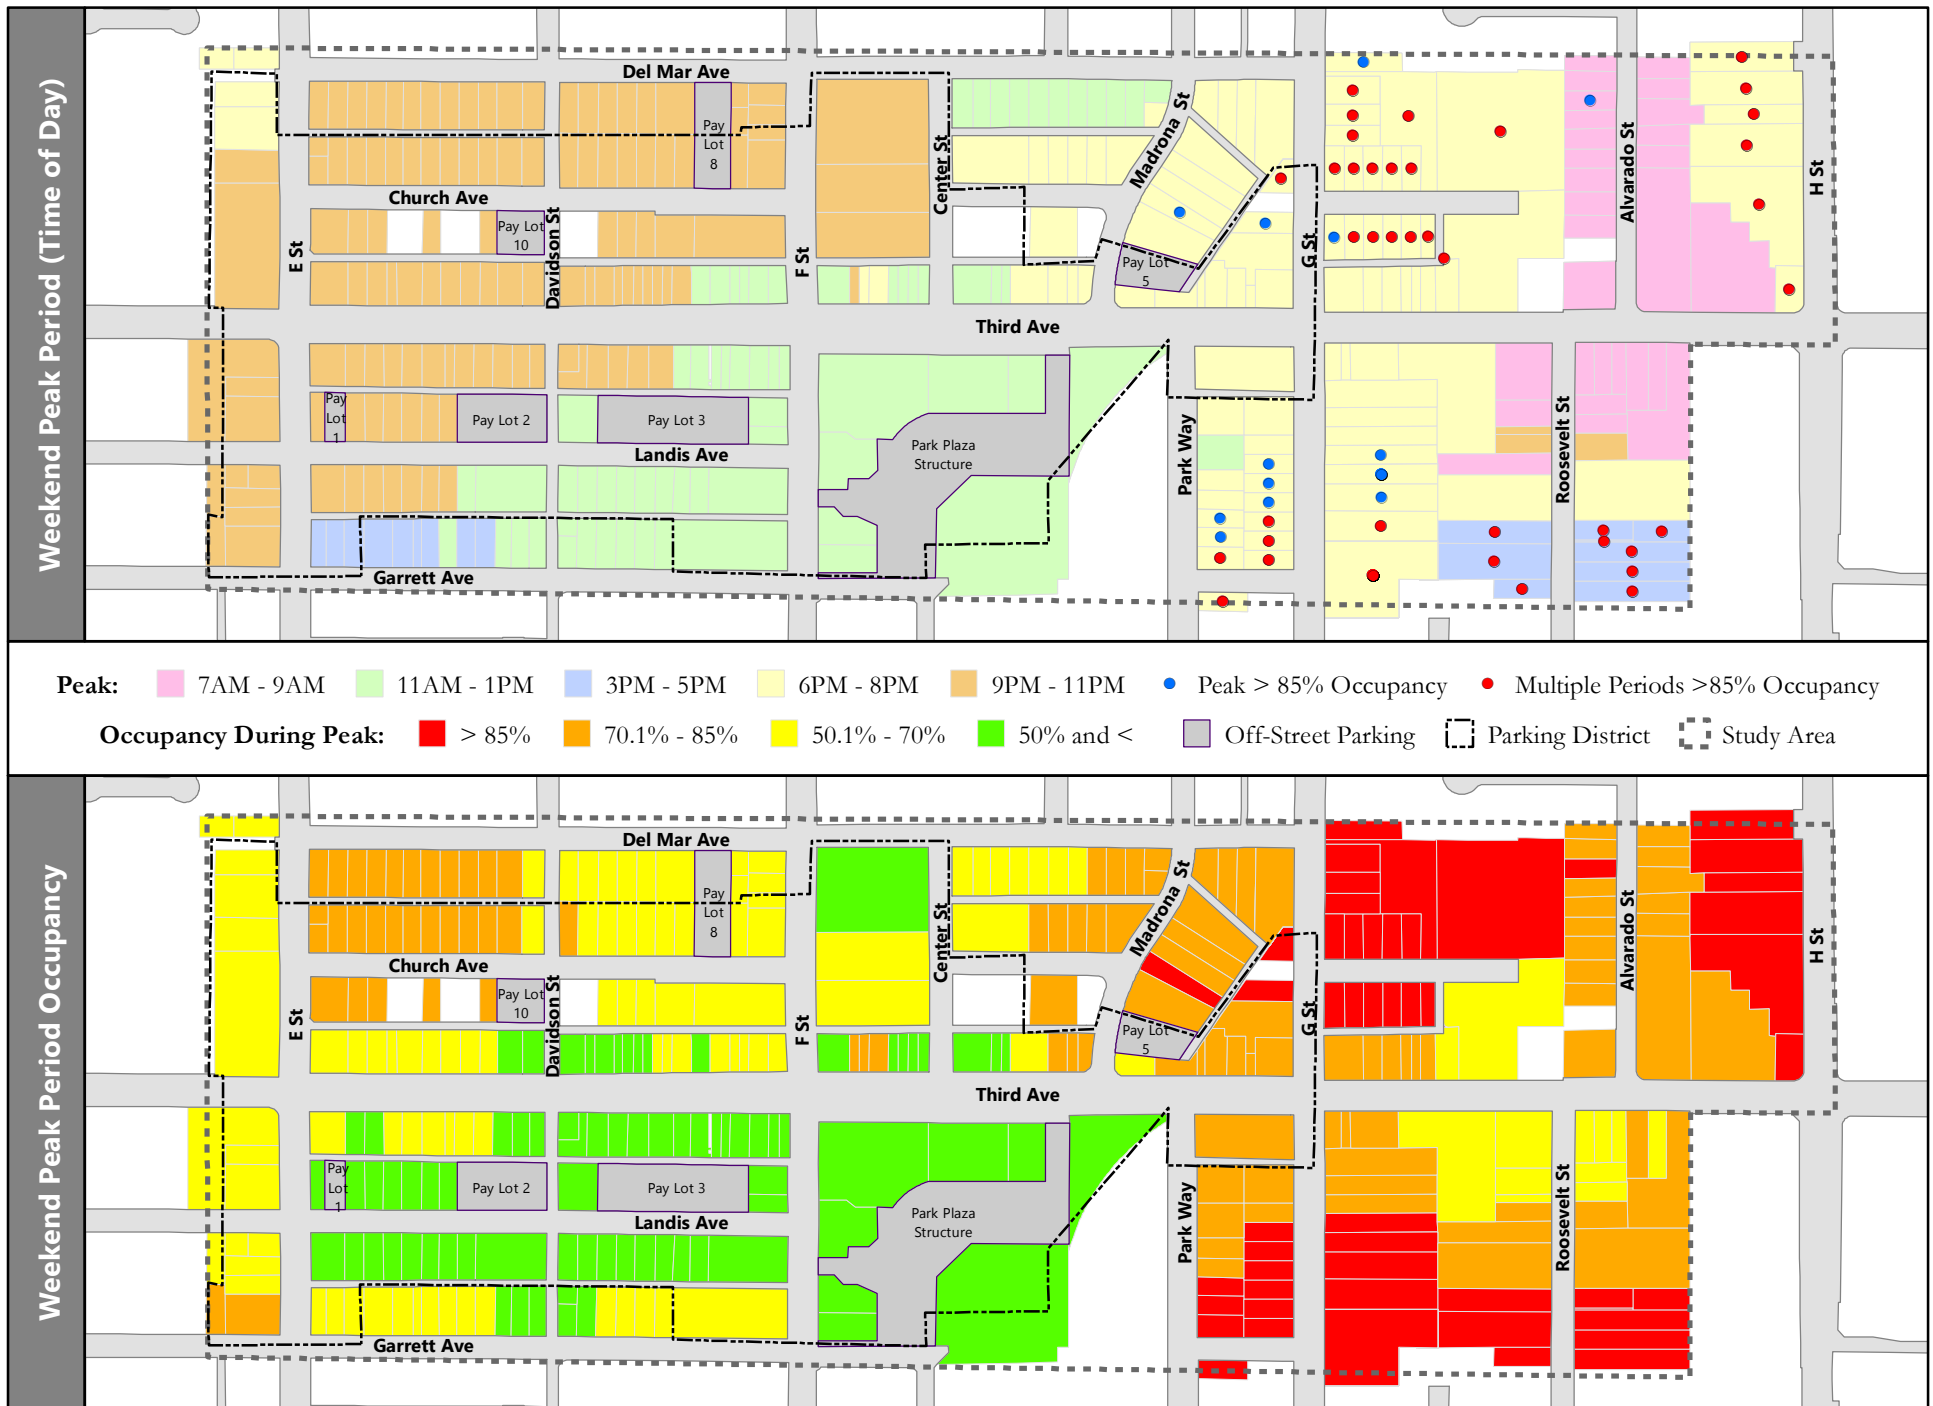 Weekend Peak Period (Time of Day)
Del Mar Ave
Pay
Lot
8
Madrona St
Center St
Alvarado St
H St
Church Ave
Pay Lot
10
Davidson St
E St
F St
G St
Pay Lot
5
Third Ave
Pay
Lot
1
Pay Lot 2
Pay Lot 3
Landis Ave
Park Plaza
Structure
Park Way
Roosevelt St
Garrett Ave
Peak: 7AM - 9AM 11AM - 1PM 3PM - 5PM 6PM - 8PM 9PM - 11PM Peak > 85% Occupancy Multiple Periods >85% Occupancy
Occupancy During Peak: > 85% 70.1% - 85% 50.1% - 70% 50% and < Off-Street Parking Parking District Study Area
Weekend Peak Period Occupancy
Del Mar Ave
Pay
Lot
8
Madrona St
Center St
Alvarado St
H St
Church Ave
Pay Lot
10
Davidson St
E St
F St
G St
Pay Lot
5
Third Ave
Pay
Lot
1
Pay Lot 2
Pay Lot 3
Landis Ave
Park Plaza
Structure
Park Way
Roosevelt St
Garrett Ave